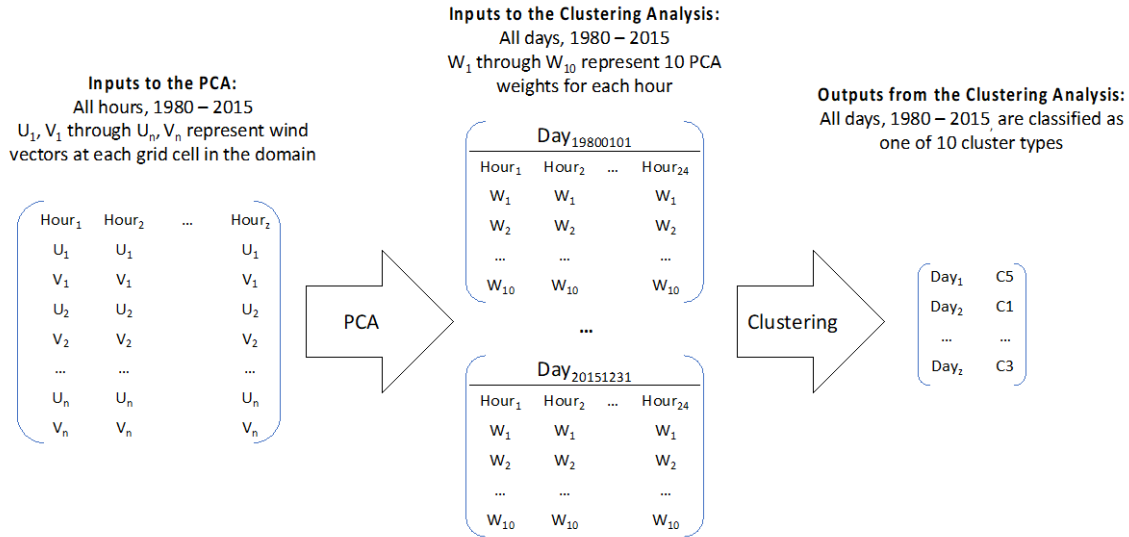 Inputs to the PCA:
All hours, 1980 – 2015
U₁, V₁ through Uₙ, Vₙ represent wind
vectors at each grid cell in the domain
Hour₁ Hour₂ ... Hour_z
U₁ U₁ U₁
V₁ V₁ V₁
U₂ U₂ U₂
V₂ V₂ V₂
... ... ...
Uₙ Uₙ Uₙ
Vₙ Vₙ Vₙ
PCA
Inputs to the Clustering Analysis:
All days, 1980 – 2015
W₁ through W₁₀ represent 10 PCA
weights for each hour
Day₁₉₈₀₀₁₀₁
Hour₁ Hour₂ ... Hour₂₄
W₁ W₁ W₁
W₂ W₂ W₂
... ... ...
W₁₀ W₁₀ W₁₀
...
Day₂₀₁₅₁₂₃₁
Hour₁ Hour₂ ... Hour₂₄
W₁ W₁ W₁
W₂ W₂ W₂
... ... ...
W₁₀ W₁₀ W₁₀
Clustering
Outputs from the Clustering Analysis:
All days, 1980 – 2015, are classified as
one of 10 cluster types
Day₁ C5
Day₂ C1
... ...
Day_z C3